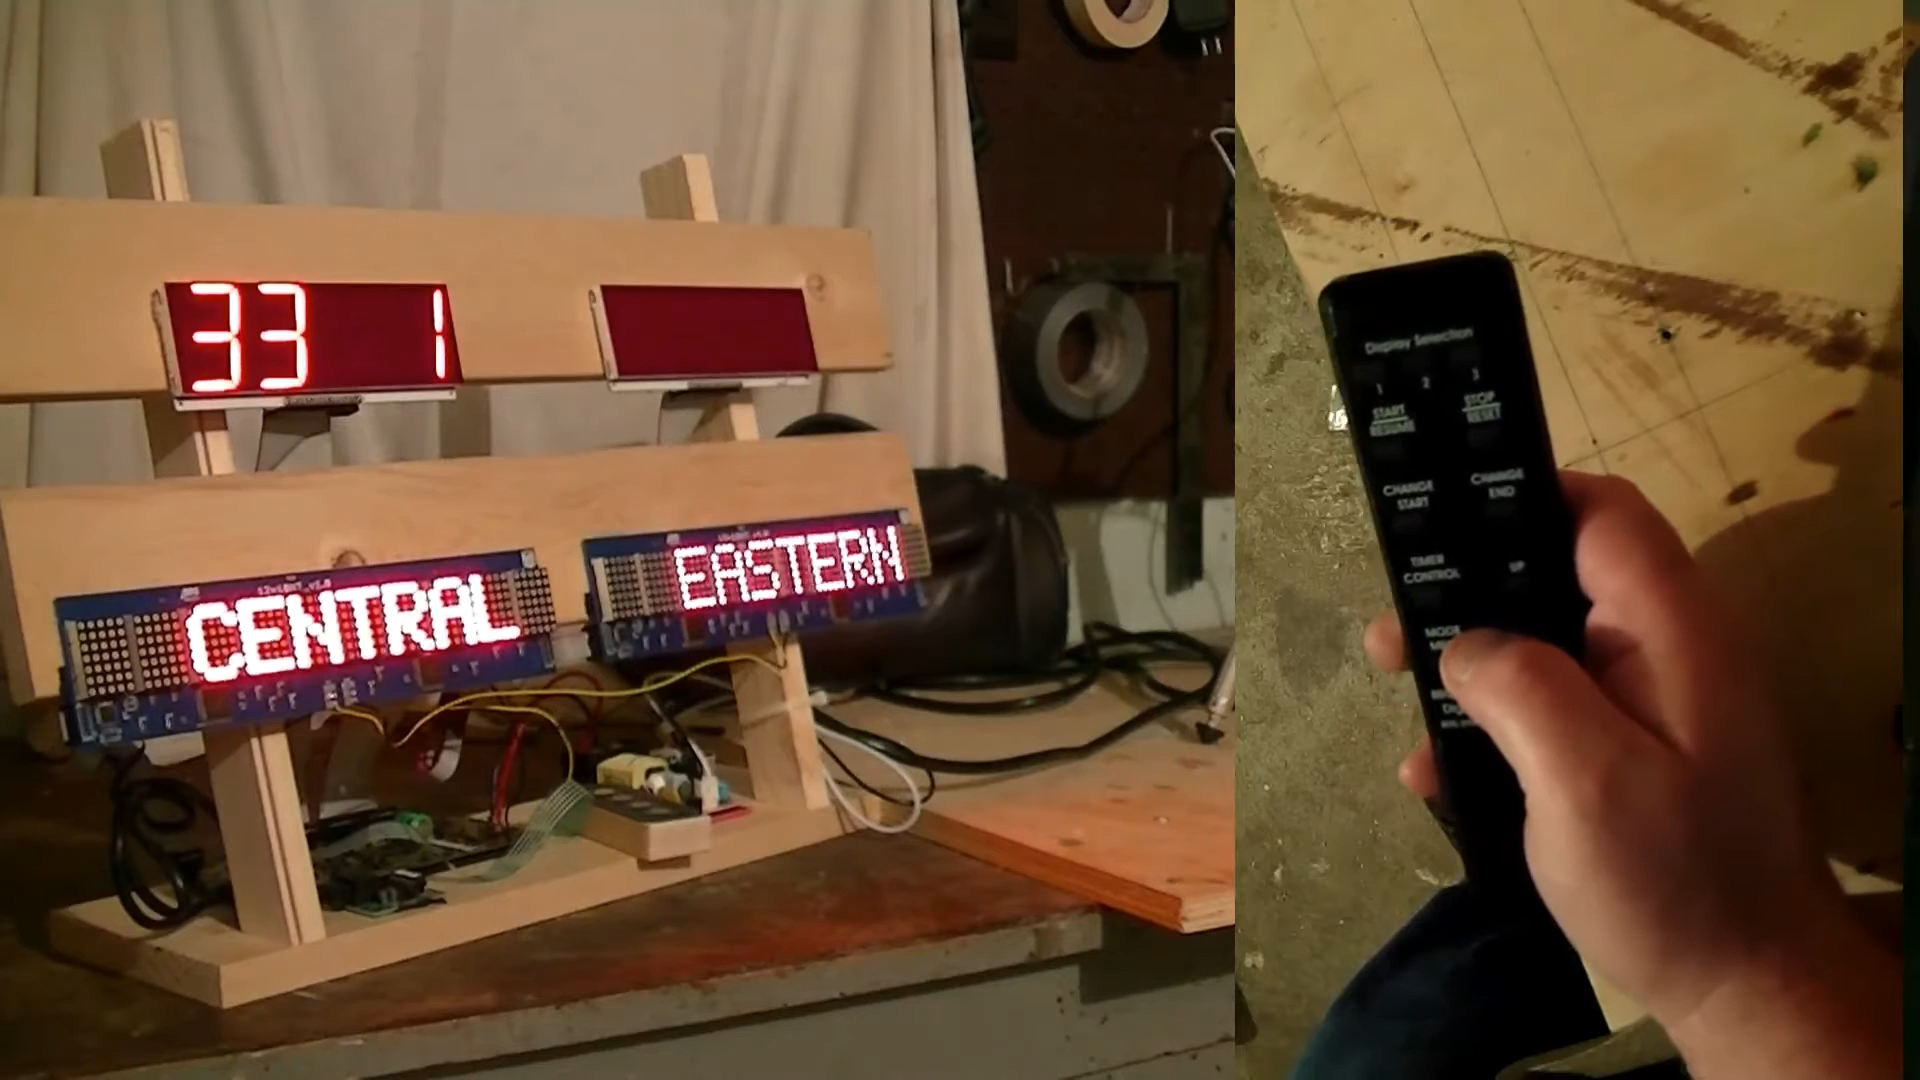 33 1
CENTRAL
EASTERN
Display Selection
1 2 3
START
RESUME
STOP
RESET
CHANGE
START
CHANGE
END
TIMER
CONTROL
UP
MODE